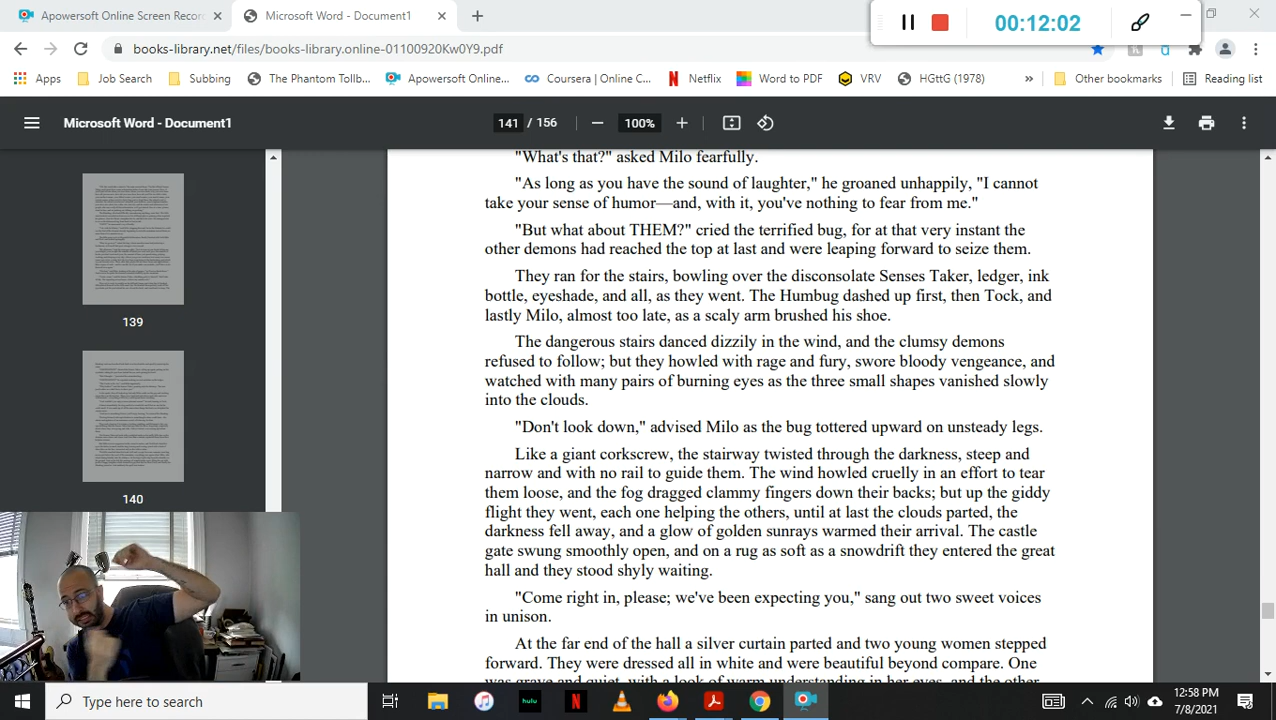 Apowersoft Online Screen Recor
Microsoft Word - Document1
00:12:02
books-library.net/files/books-library.online-01100920Kw0Y9.pdf
Apps
Job Search
Subbing
The Phantom Tollb...
Apowersoft Online...
Coursera | Online C...
Netflix
Word to PDF
VRV
HGttG (1978)
»
Other bookmarks
Reading list
Microsoft Word - Document1
141 / 156
100%
139
140
"What's that?" asked Milo fearfully.
"As long as you have the sound of laughter," he groaned unhappily, "I cannot
take your sense of humor—and, with it, you've nothing to fear from me."
"But what about THEM?" cried the terrified bug, for at that very instant the
other demons had reached the top at last and were leaping forward to seize them.
They ran for the stairs, bowling over the disconsolate Senses Taker, ledger, ink
bottle, eyeshade, and all, as they went. The Humbug dashed up first, then Tock, and
lastly Milo, almost too late, as a scaly arm brushed his shoe.
The dangerous stairs danced dizzily in the wind, and the clumsy demons
refused to follow; but they howled with rage and fury, swore bloody vengeance, and
watched with many pairs of burning eyes as the three small shapes vanished slowly
into the clouds.
"Don't look down," advised Milo as the bug tottered upward on unsteady legs.
Like a giant corkscrew, the stairway twisted through the darkness, steep and
narrow and with no rail to guide them. The wind howled cruelly in an effort to tear
them loose, and the fog dragged clammy fingers down their backs; but up the giddy
flight they went, each one helping the others, until at last the clouds parted, the
darkness fell away, and a glow of golden sunrays warmed their arrival. The castle
gate swung smoothly open, and on a rug as soft as a snowdrift they entered the great
hall and they stood shyly waiting.
"Come right in, please; we've been expecting you," sang out two sweet voices
in unison.
At the far end of the hall a silver curtain parted and two young women stepped
forward. They were dressed all in white and were beautiful beyond compare. One
was grave and quiet, with a look of warm understanding in her eyes, and the other
Type here to search
hulu
12:58 PM
7/8/2021